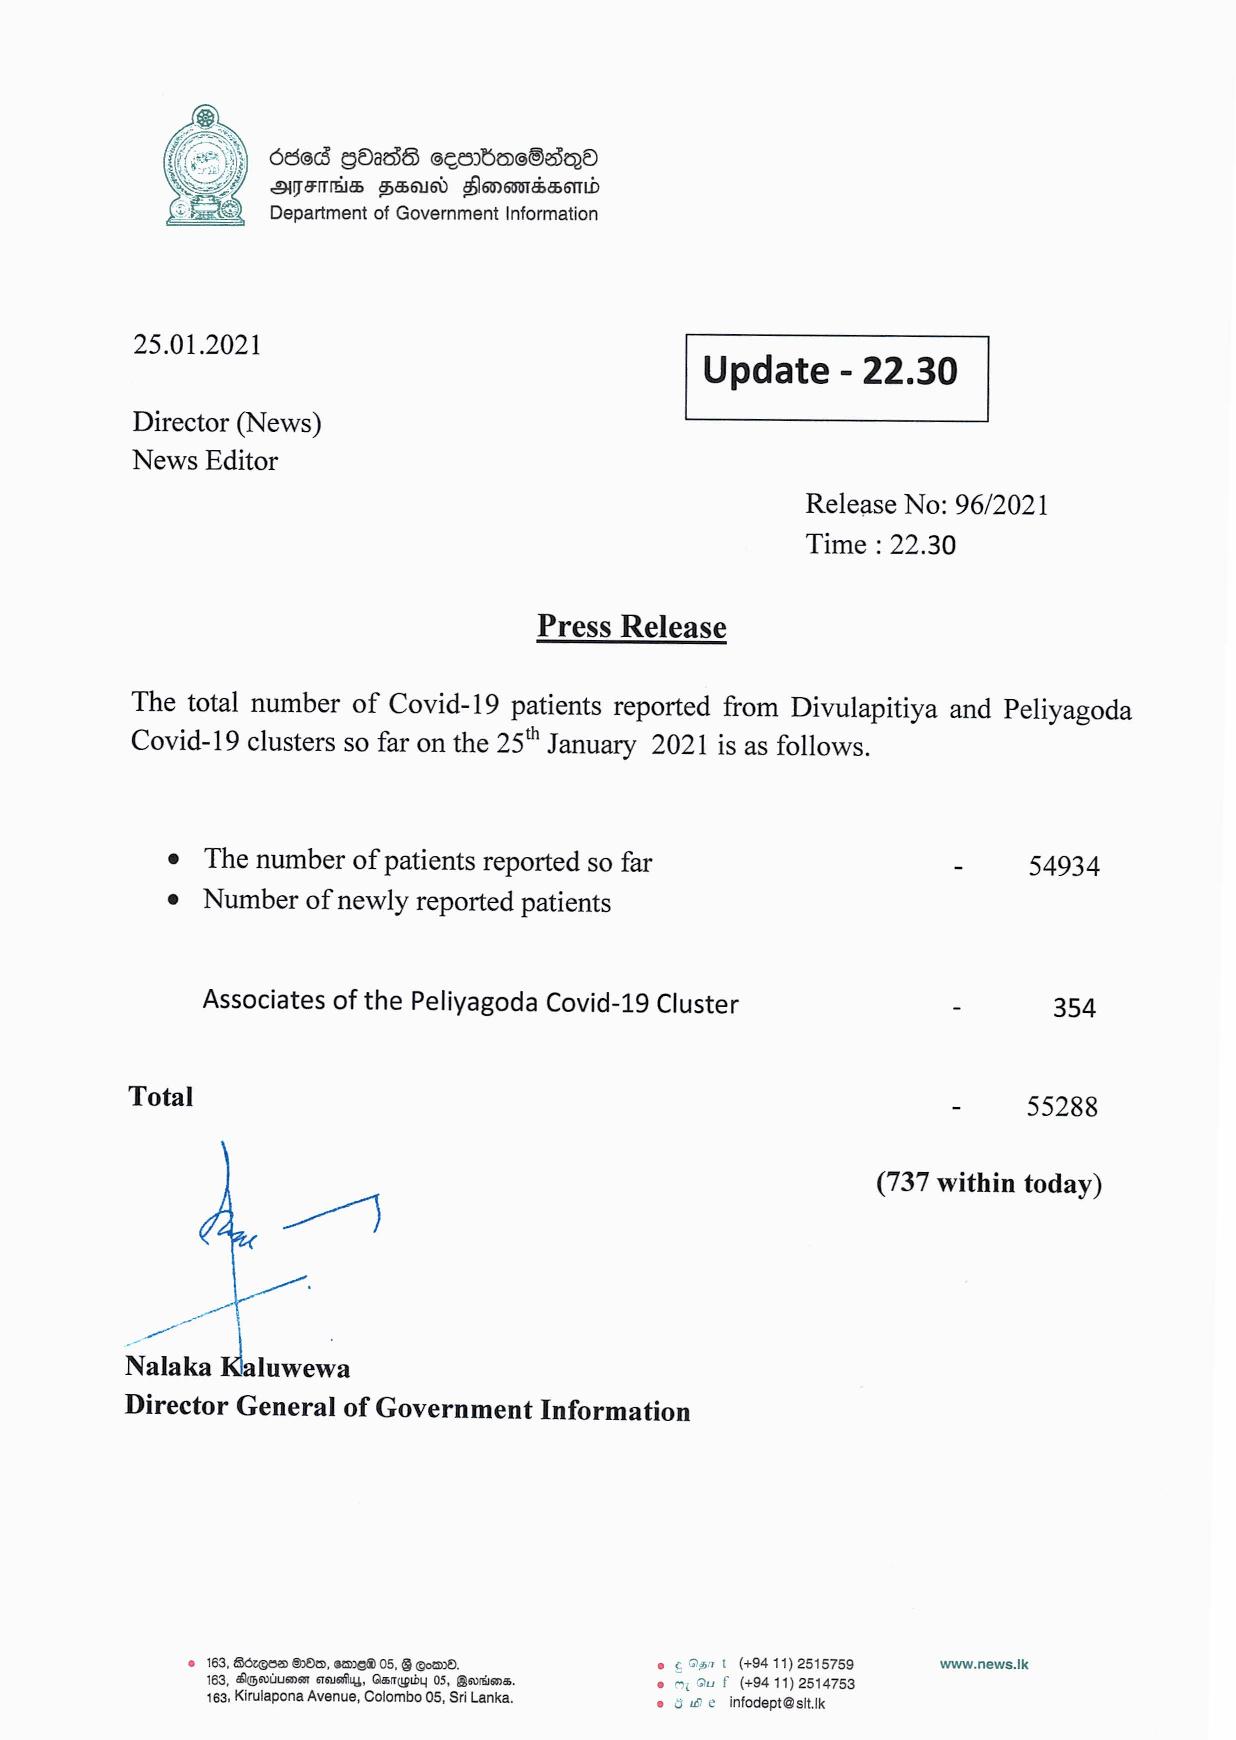 රජයේ ප්‍රවෘත්ති දෙපාර්තමේන්තුව
அரசாங்க தகவல் திணைக்களம்
Department of Government Information
25.01.2021
Update - 22.30
Director (News)
News Editor
Release No: 96/2021
Time : 22.30
Press Release
The total number of Covid-19 patients reported from Divulapitiya and Peliyagoda
Covid-19 clusters so far on the 25th January 2021 is as follows.
• The number of patients reported so far - 54934
• Number of newly reported patients
Associates of the Peliyagoda Covid-19 Cluster - 354
Total - 55288
(737 within today)
Nalaka Kaluwewa
Director General of Government Information
163, කිරුලපන මාවත, කොළඹ 05, ශ්‍රී ලංකාව.
163, கிருலப்பனை எவனியூ, கொழும்பு 05, இலங்கை.
163, Kirulapona Avenue, Colombo 05, Sri Lanka.
දු தொ t (+94 11) 2515759
ෆැ பெ f (+94 11) 2514753
ඊ மி e infodept@slt.lk
www.news.lk